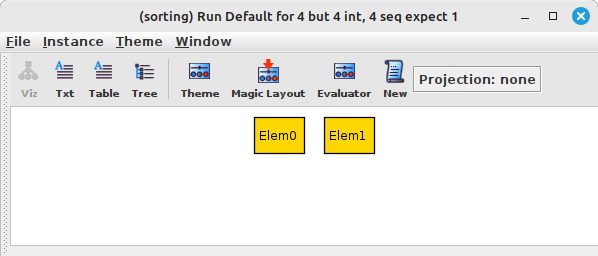 (sorting) Run Default for 4 but 4 int, 4 seq expect 1
File Instance Theme Window
Viz Txt Table Tree Theme Magic Layout Evaluator New Projection: none
Elem0 Elem1